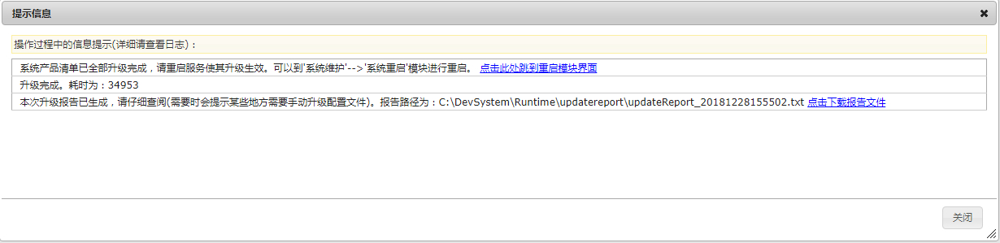 提示信息
操作过程中的信息提示(详细请查看日志)：
系统产品清单已全部升级完成，请重启服务使其升级生效。可以到'系统维护'-->'系统重启'模块进行重启。 点击此处跳到重启模块界面
升级完成。耗时为：34953
本次升级报告已生成，请仔细查阅(需要时会提示某些地方需要手动升级配置文件)。报告路径为：C:\DevSystem\Runtime\updatereport\updateReport_20181228155502.txt 点击下载报告文件
关闭